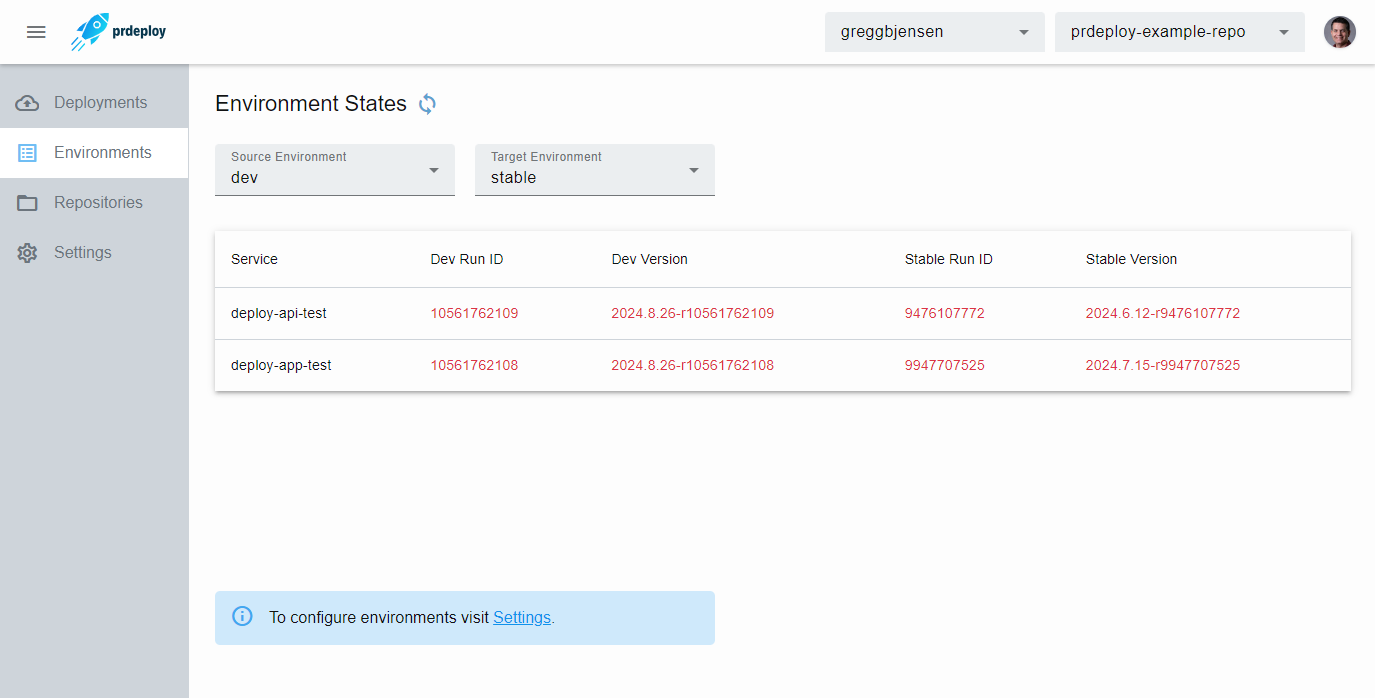 prdeploy greggbjensen prdeploy-example-repo
Deployments
Environments
Repositories
Settings
Environment States
Source Environment Target Environment
dev stable
Service Dev Run ID Dev Version Stable Run ID Stable Version
deploy-api-test 10561762109 2024.8.26-r10561762109 9476107772 2024.6.12-r9476107772
deploy-app-test 10561762108 2024.8.26-r10561762108 9947707525 2024.7.15-r9947707525
To configure environments visit Settings.